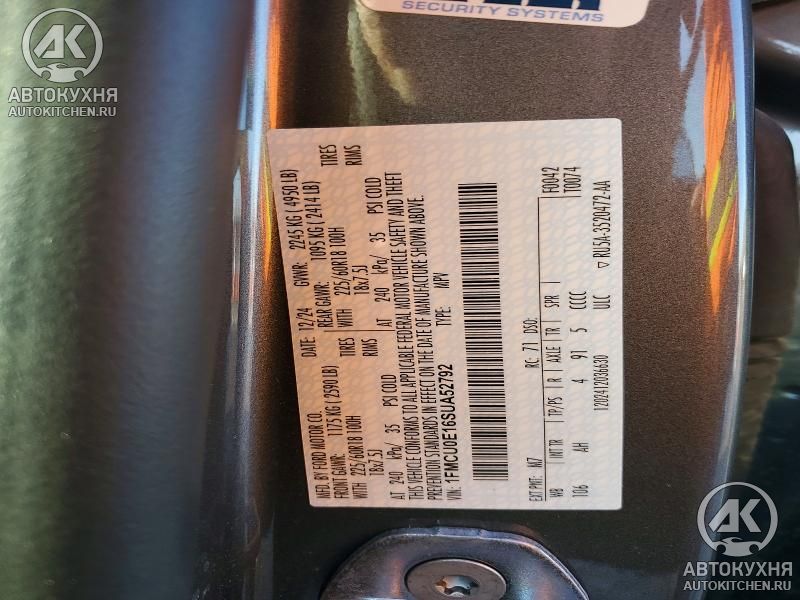 SECURITY SYSTEMS
АК
АВТОКУХНЯ
AUTOKITCHEN.RU
MFD. BY FORD MOTOR CO.
DATE: 12/24 GVWR: 2245 KG ( 4950 LB)
FRONT GAWR: 1175 KG ( 2590 LB) REAR GAWR: 1095 KG ( 2414 LB)
WITH 225/60R18 100H TIRES WITH 225/60R18 100H TIRES
18x7.5J RIMS 18x7.5J RIMS
AT 240 kPa/ 35 PSI COLD AT 240 kPa/ 35 PSI COLD
THIS VEHICLE CONFORMS TO ALL APPLICABLE FEDERAL MOTOR VEHICLE SAFETY AND THEFT
PREVENTION STANDARDS IN EFFECT ON THE DATE OF MANUFACTURE SHOWN ABOVE.
VIN: 1FMCU0E16SUA52792 TYPE: MPV
EXT PNT: M7 RC: 71 DSO: F0042
WB INT TR TP/PS R AXLE TR SPR T0074
106 AH 4 91 5 CCCC
1202412036630 ULC ▽ RU5A-3520472-AA
АК
АВТОКУХНЯ
AUTOKITCHEN.RU